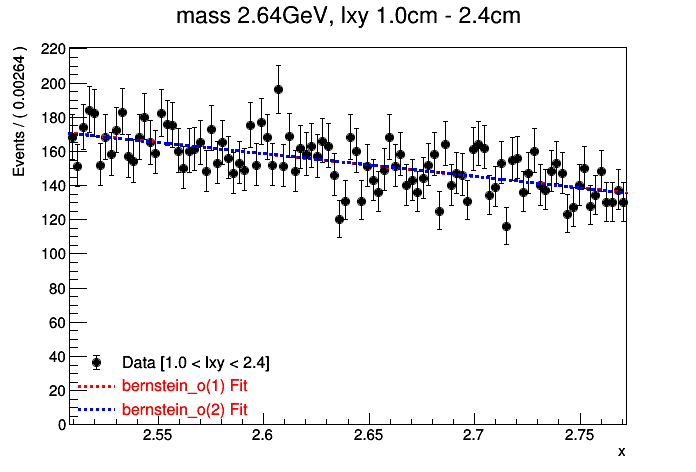 mass 2.64GeV, lxy 1.0cm - 2.4cm
Events / ( 0.00264 )
220
200
180
160
140
120
100
80
60
40
20
0
Data [1.0 < lxy < 2.4]
bernstein_o(1) Fit
bernstein_o(2) Fit
2.55 2.6 2.65 2.7 2.75
x